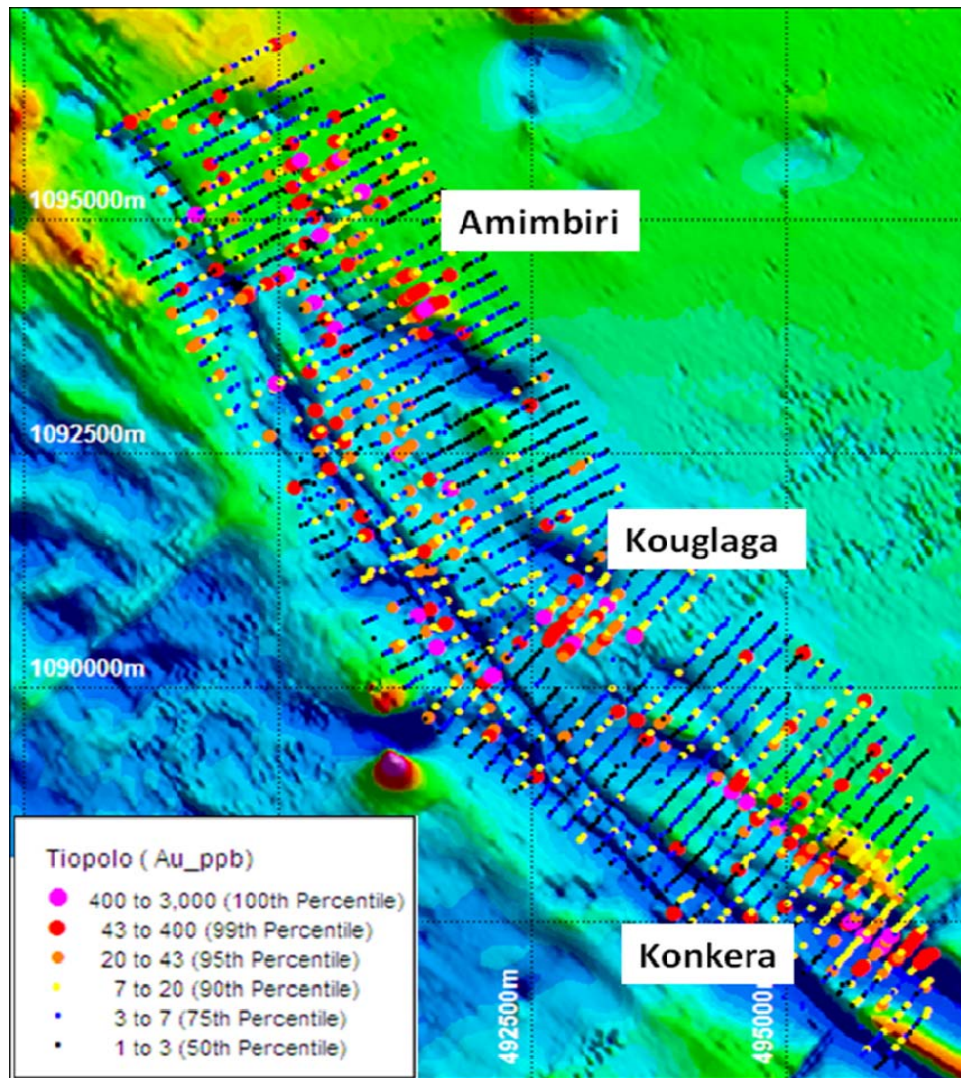 1095000m
Amimbiri
1092500m
Kouglaga
1090000m
Konkera
492500m
495000m
Tiopolo ( Au_ppb)
400 to 3,000 (100th Percentile)
43 to 400 (99th Percentile)
20 to 43 (95th Percentile)
7 to 20 (90th Percentile)
3 to 7 (75th Percentile)
1 to 3 (50th Percentile)